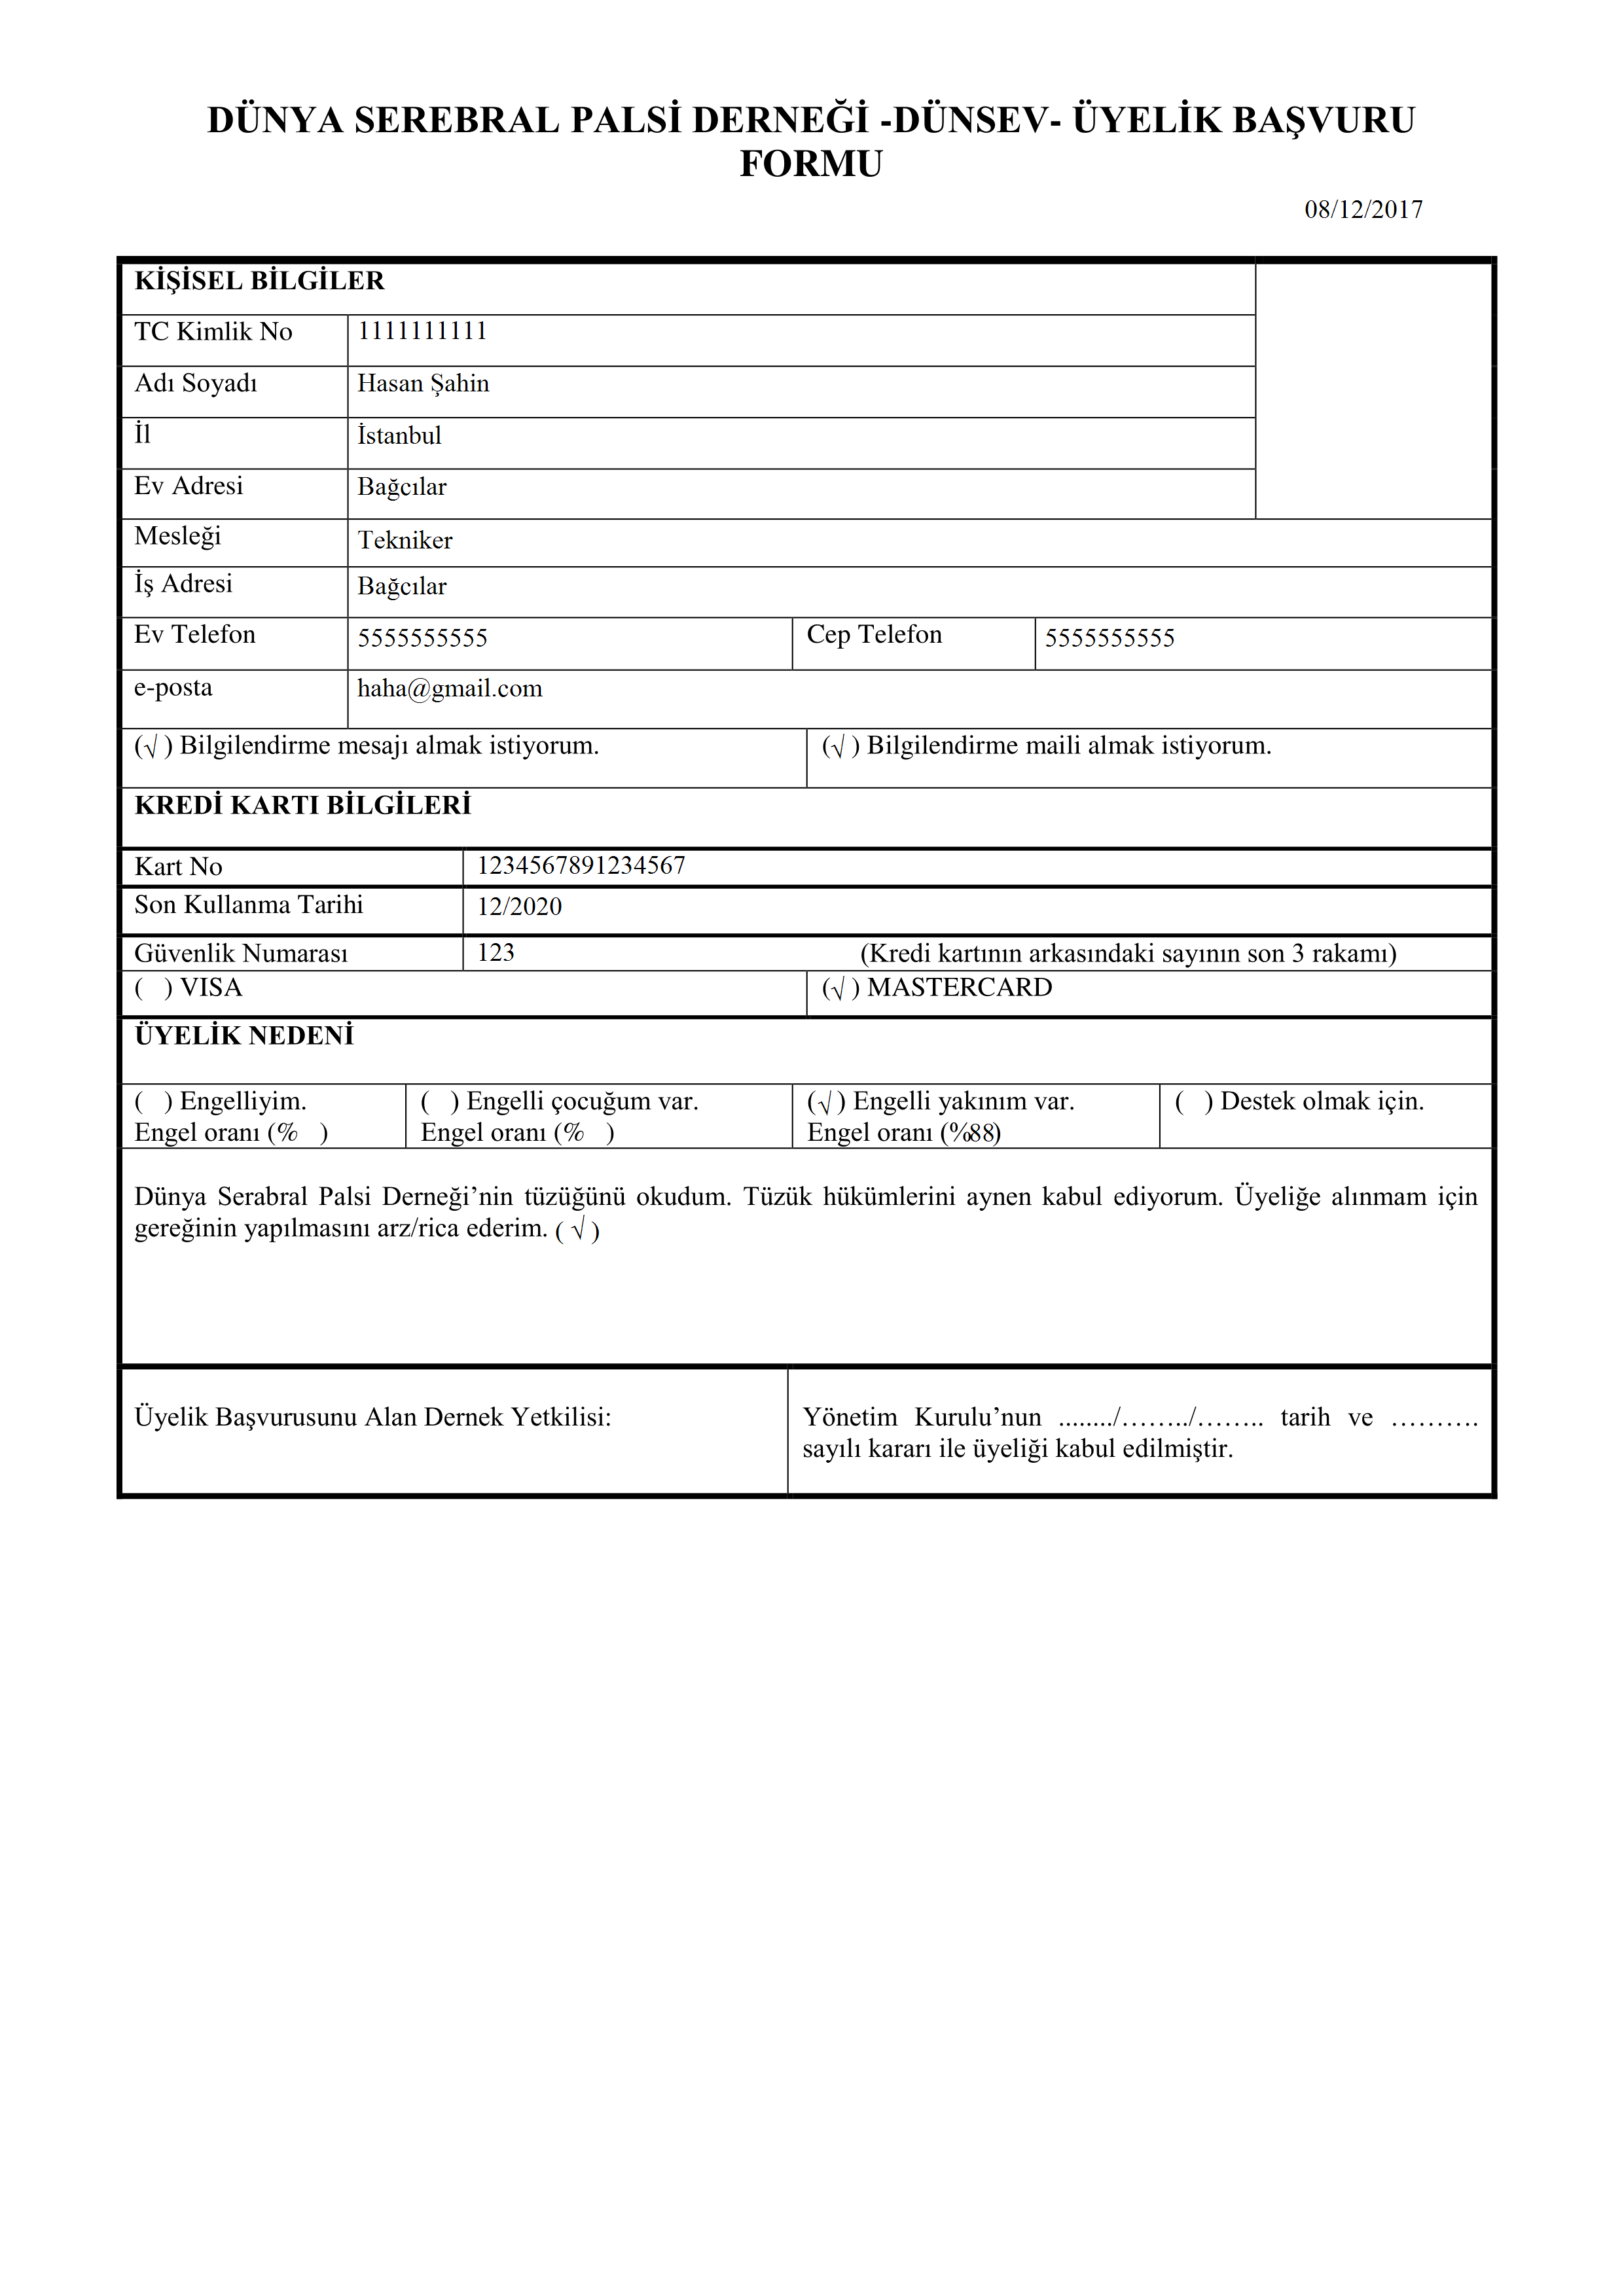 DÜNYA SEREBRAL PALSİ DERNEĞİ -DÜNSEV- ÜYELİK BAŞVURU
FORMU
08/12/2017
KİŞİSEL BİLGİLER
TC Kimlik No 1111111111
Adı Soyadı Hasan Şahin
İl İstanbul
Ev Adresi Bağcılar
Mesleği Tekniker
İş Adresi Bağcılar
Ev Telefon 5555555555 Cep Telefon 5555555555
e-posta haha@gmail.com
(√ ) Bilgilendirme mesajı almak istiyorum. (√ ) Bilgilendirme maili almak istiyorum.
KREDİ KARTI BİLGİLERİ
Kart No 1234567891234567
Son Kullanma Tarihi 12/2020
Güvenlik Numarası 123 (Kredi kartının arkasındaki sayının son 3 rakamı)
( ) VISA (√ ) MASTERCARD
ÜYELİK NEDENİ
( ) Engelliyim. ( ) Engelli çocuğum var. (√ ) Engelli yakınım var. ( ) Destek olmak için.
Engel oranı (% ) Engel oranı (% ) Engel oranı (%88)
Dünya Serabral Palsi Derneği’nin tüzüğünü okudum. Tüzük hükümlerini aynen kabul ediyorum. Üyeliğe alınmam için
gereğinin yapılmasını arz/rica ederim. ( √ )
Üyelik Başvurusunu Alan Dernek Yetkilisi: Yönetim Kurulu’nun ......../……../…….. tarih ve ……….
sayılı kararı ile üyeliği kabul edilmiştir.